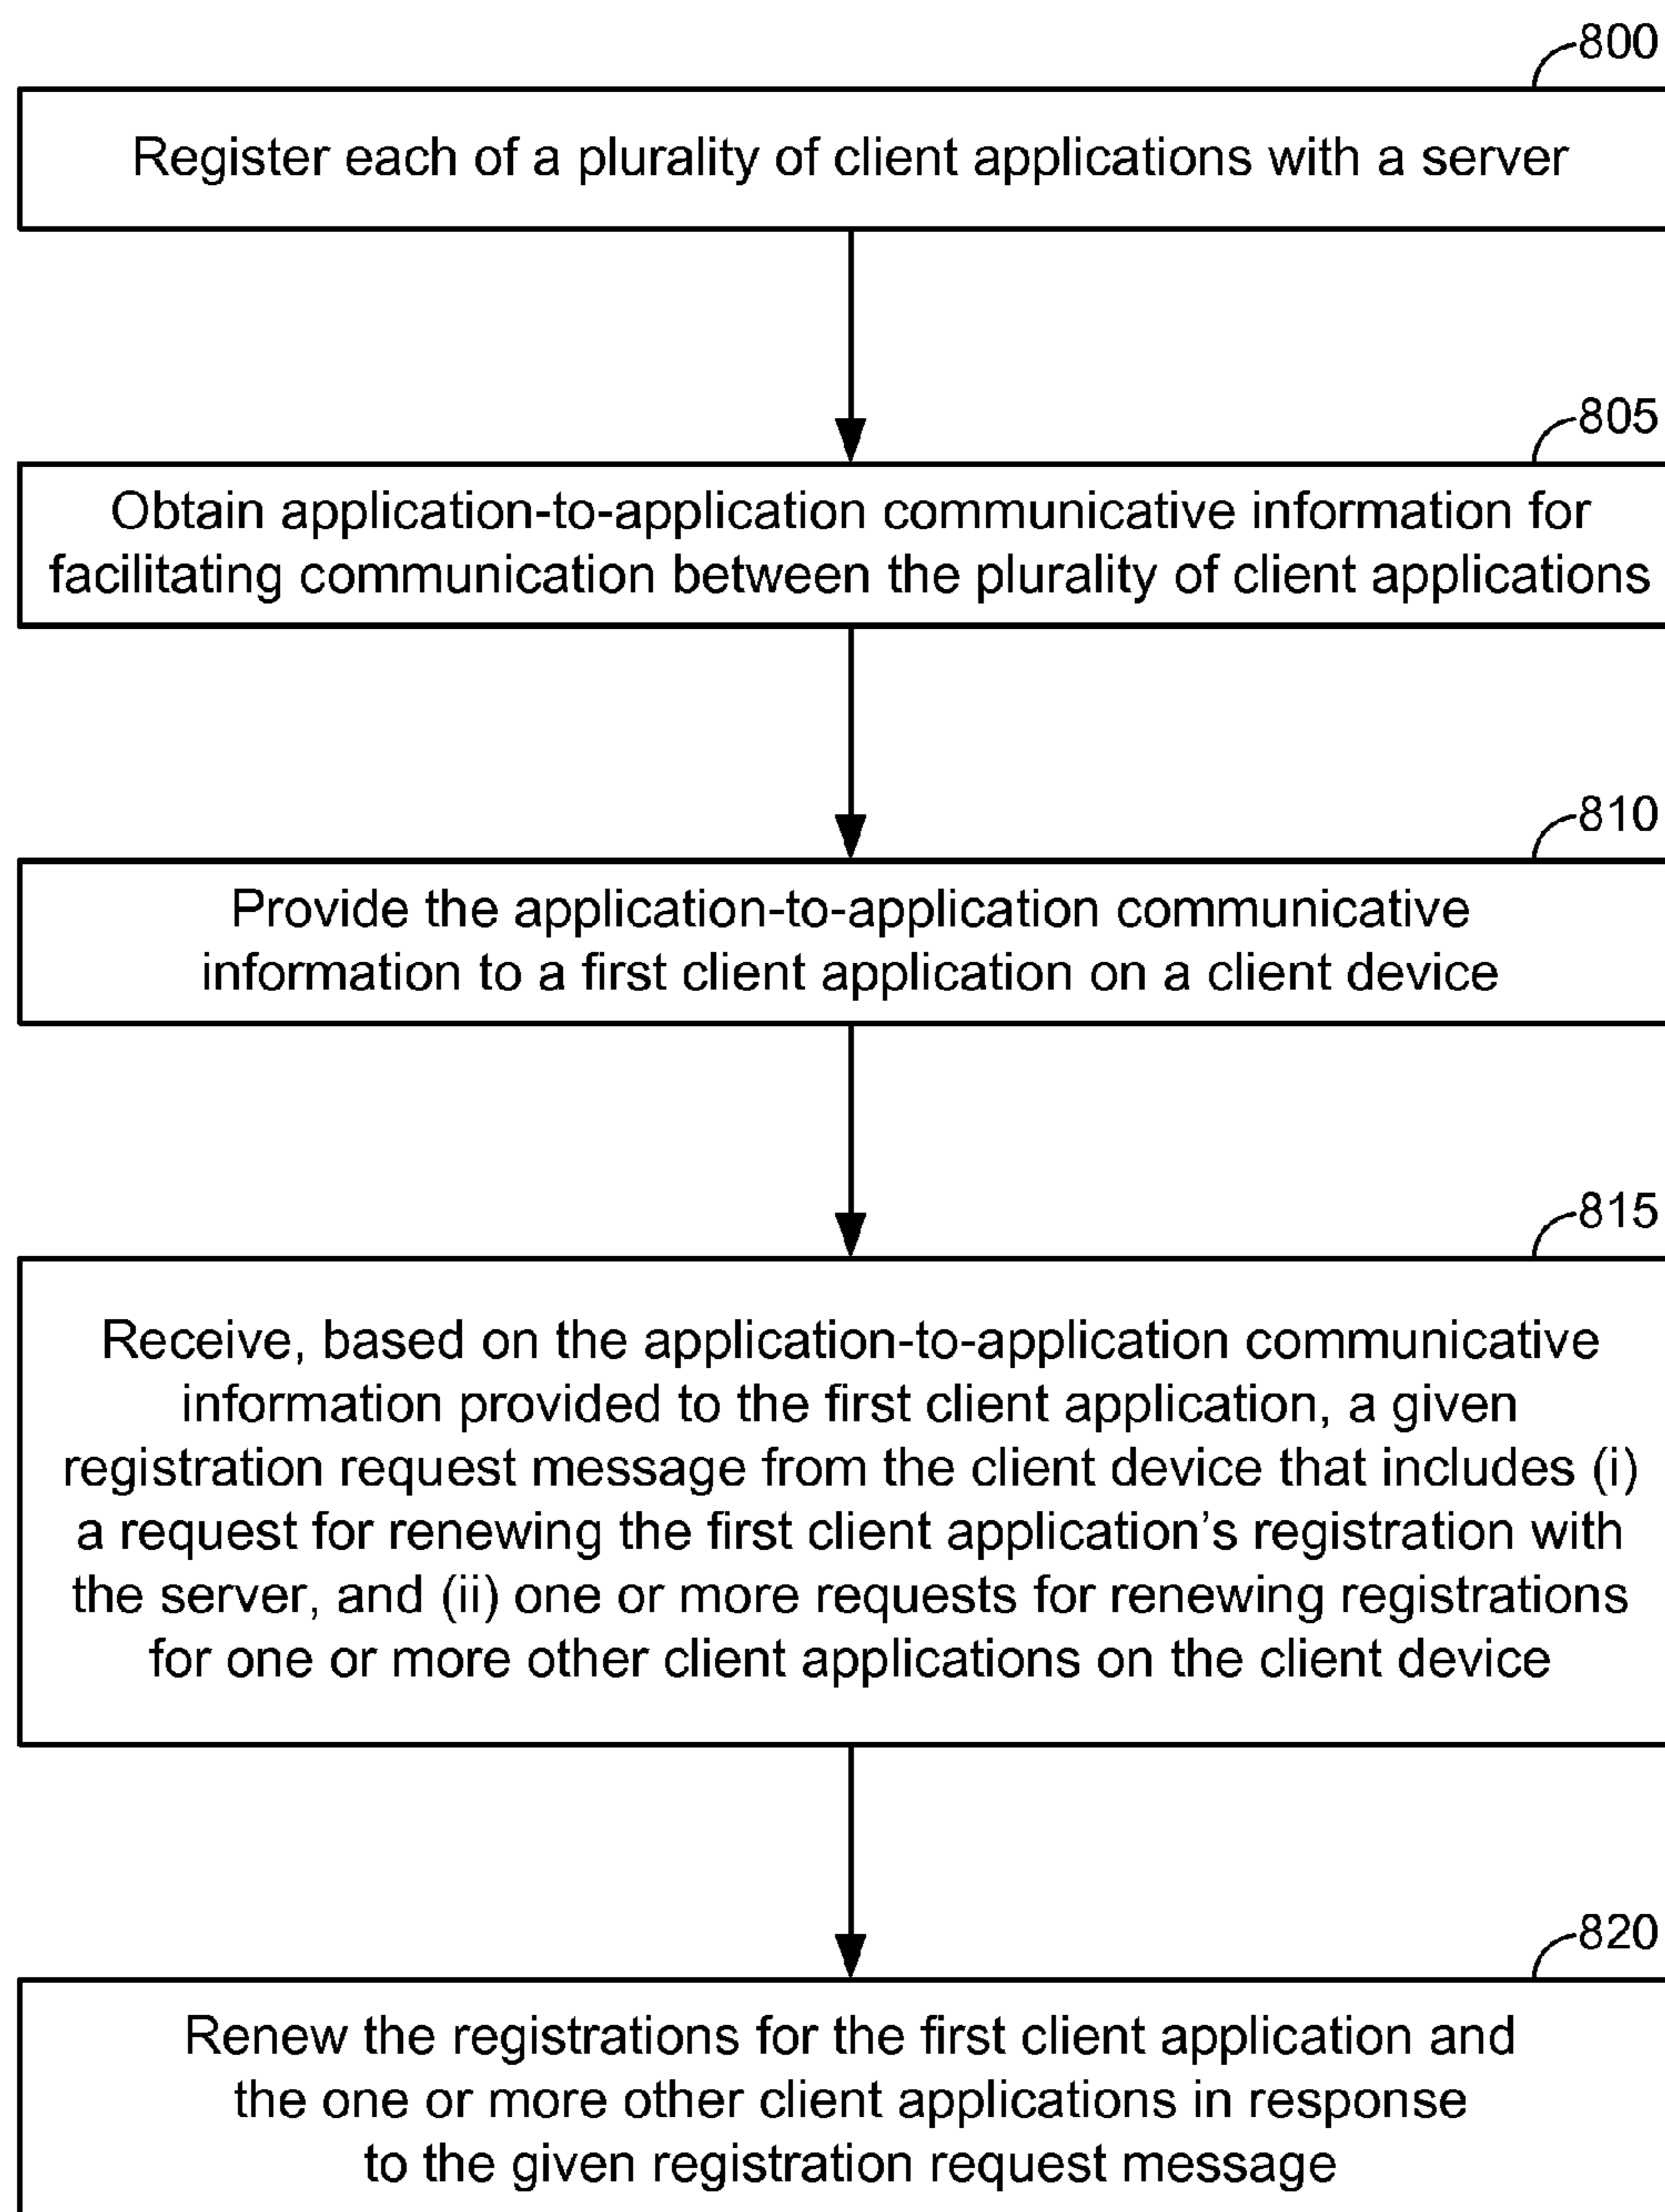 800
Register each of a plurality of client applications with a server
805
Obtain application-to-application communicative information for
facilitating communication between the plurality of client applications
810
Provide the application-to-application communicative
information to a first client application on a client device
815
Receive, based on the application-to-application communicative
information provided to the first client application, a given
registration request message from the client device that includes (i)
a request for renewing the first client application’s registration with
the server, and (ii) one or more requests for renewing registrations
for one or more other client applications on the client device
820
Renew the registrations for the first client application and
the one or more other client applications in response
to the given registration request message